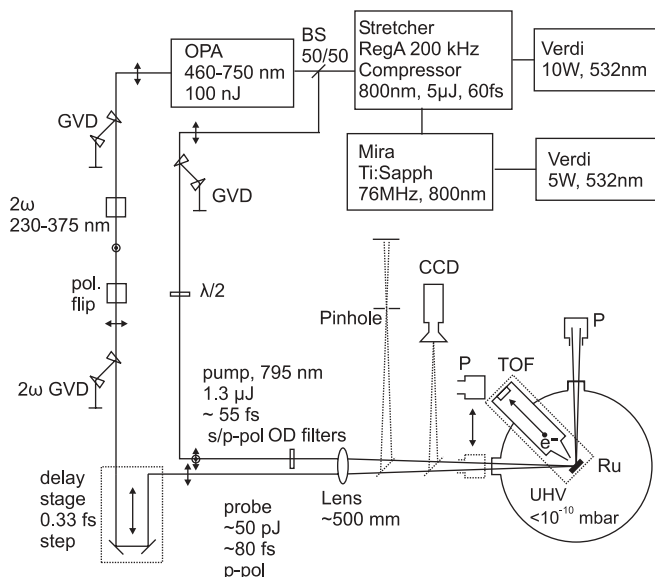 BS
50/50
OPA
460-750 nm
100 nJ
Stretcher
RegA 200 kHz
Compressor
800nm, 5µJ, 60fs
Verdi
10W, 532nm
GVD
GVD
Mira
Ti:Sapph
76MHz, 800nm
Verdi
5W, 532nm
2ω
230-375 nm
pol.
flip
λ/2
Pinhole
CCD
P
P
TOF
2ω GVD
pump, 795 nm
1.3 µJ
~ 55 fs
s/p-pol OD filters
e-
Ru
delay
stage
0.33 fs
step
probe
~50 pJ
~80 fs
p-pol
Lens
~500 mm
UHV
<10-10 mbar